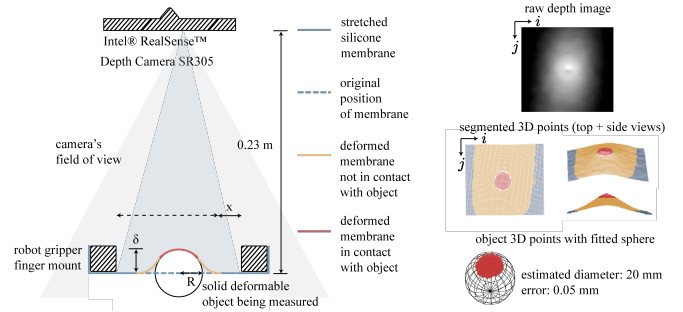 Intel® RealSense™
Depth Camera SR305
camera's
field of view
0.23 m
x
δ
robot gripper
finger mount
R
solid deformable
object being measured
stretched
silicone
membrane
original
position
of membrane
deformed
membrane
not in contact
with object
deformed
membrane
in contact
with object
raw depth image
i
j
segmented 3D points (top + side views)
i
j
object 3D points with fitted sphere
estimated diameter: 20 mm
error: 0.05 mm